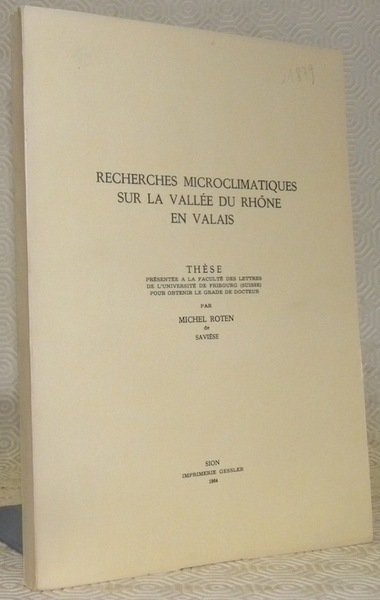 RECHERCHES MICROCLIMATIQUES
SUR LA VALLÉE DU RHÔNE
EN VALAIS
THÈSE
PRÉSENTÉE A LA FACULTÉ DES LETTRES
DE L'UNIVERSITÉ DE FRIBOURG (SUISSE)
POUR OBTENIR LE GRADE DE DOCTEUR
PAR
MICHEL ROTEN
de
SAVIÈSE
SION
IMPRIMERIE GESSLER
1964